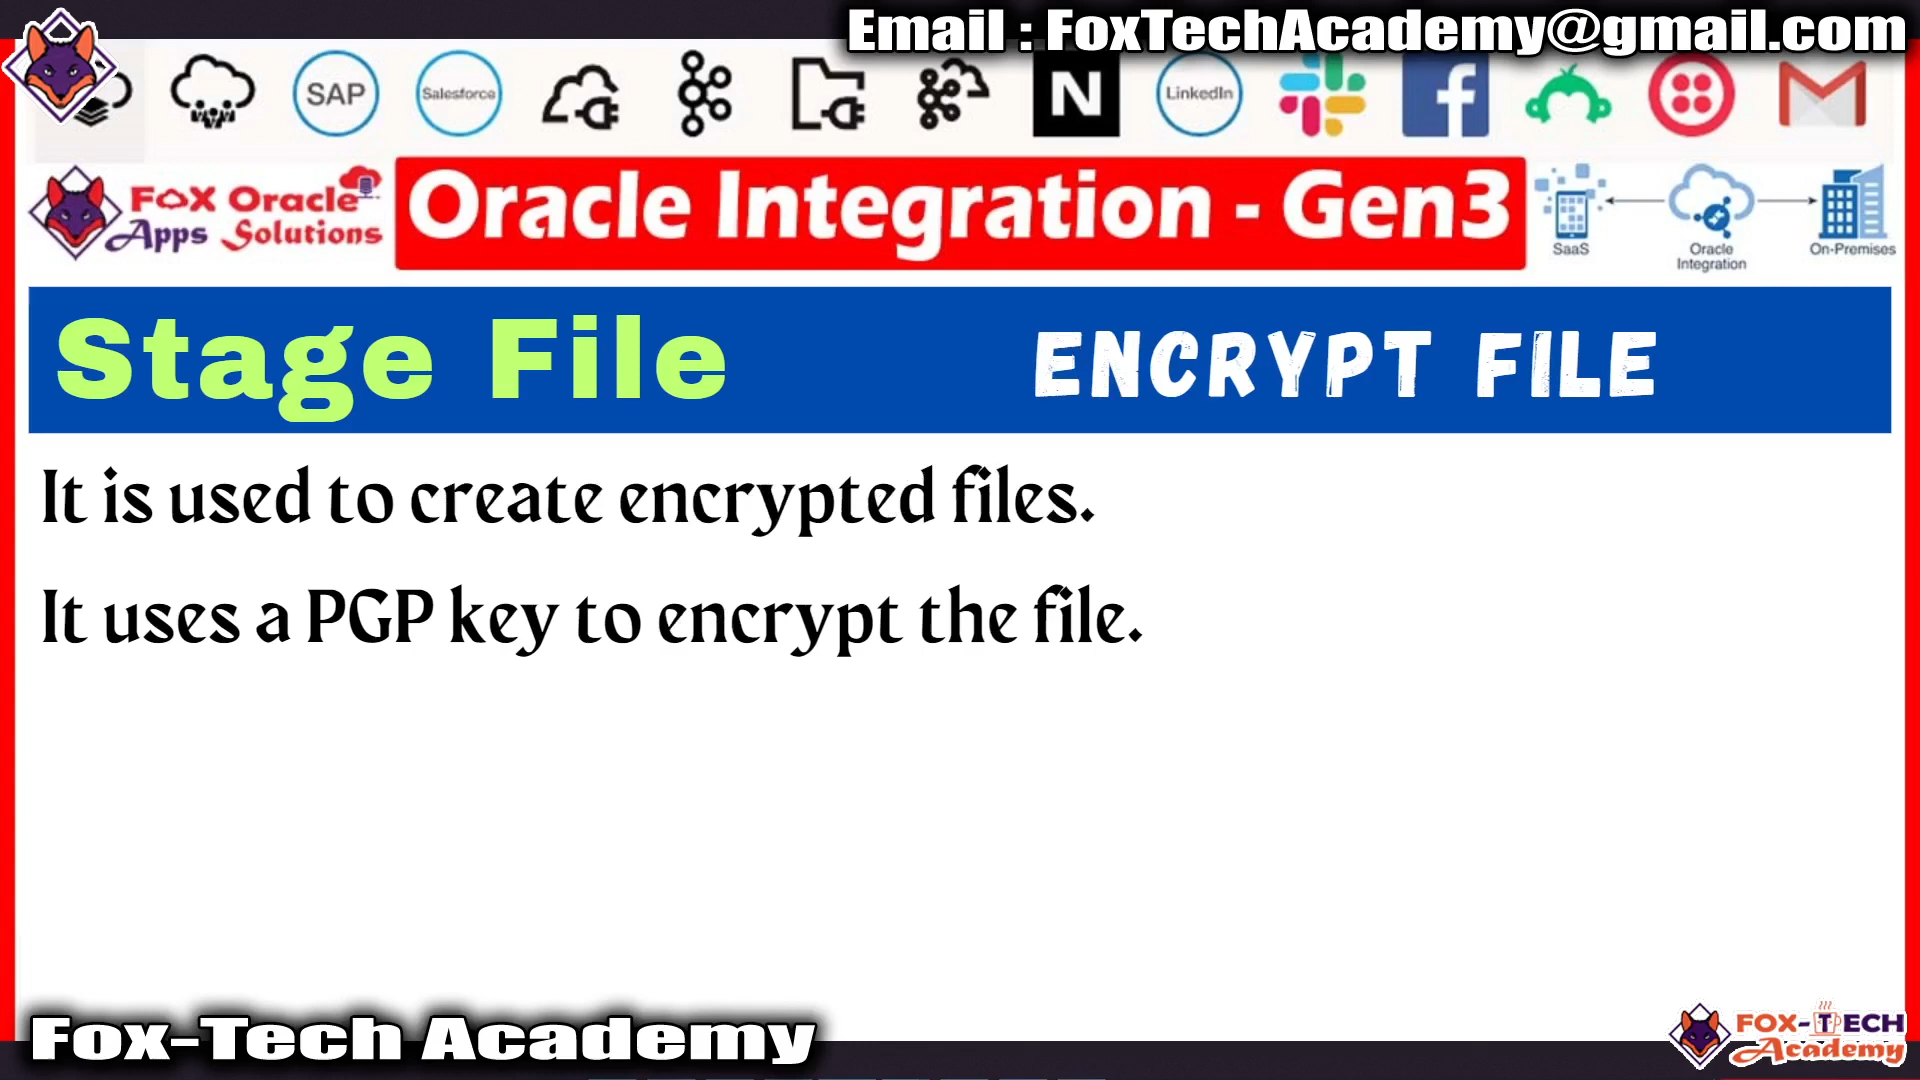 Email : FoxTechAcademy@gmail.com
SAP
Salesforce
N
LinkedIn
FOX Oracle
Apps Solutions
Oracle Integration - Gen3
SaaS
Oracle
Integration
On-Premises
Stage File
ENCRYPT FILE
It is used to create encrypted files.
It uses a PGP key to encrypt the file.
Fox-Tech Academy
FOX-TECH
Academy